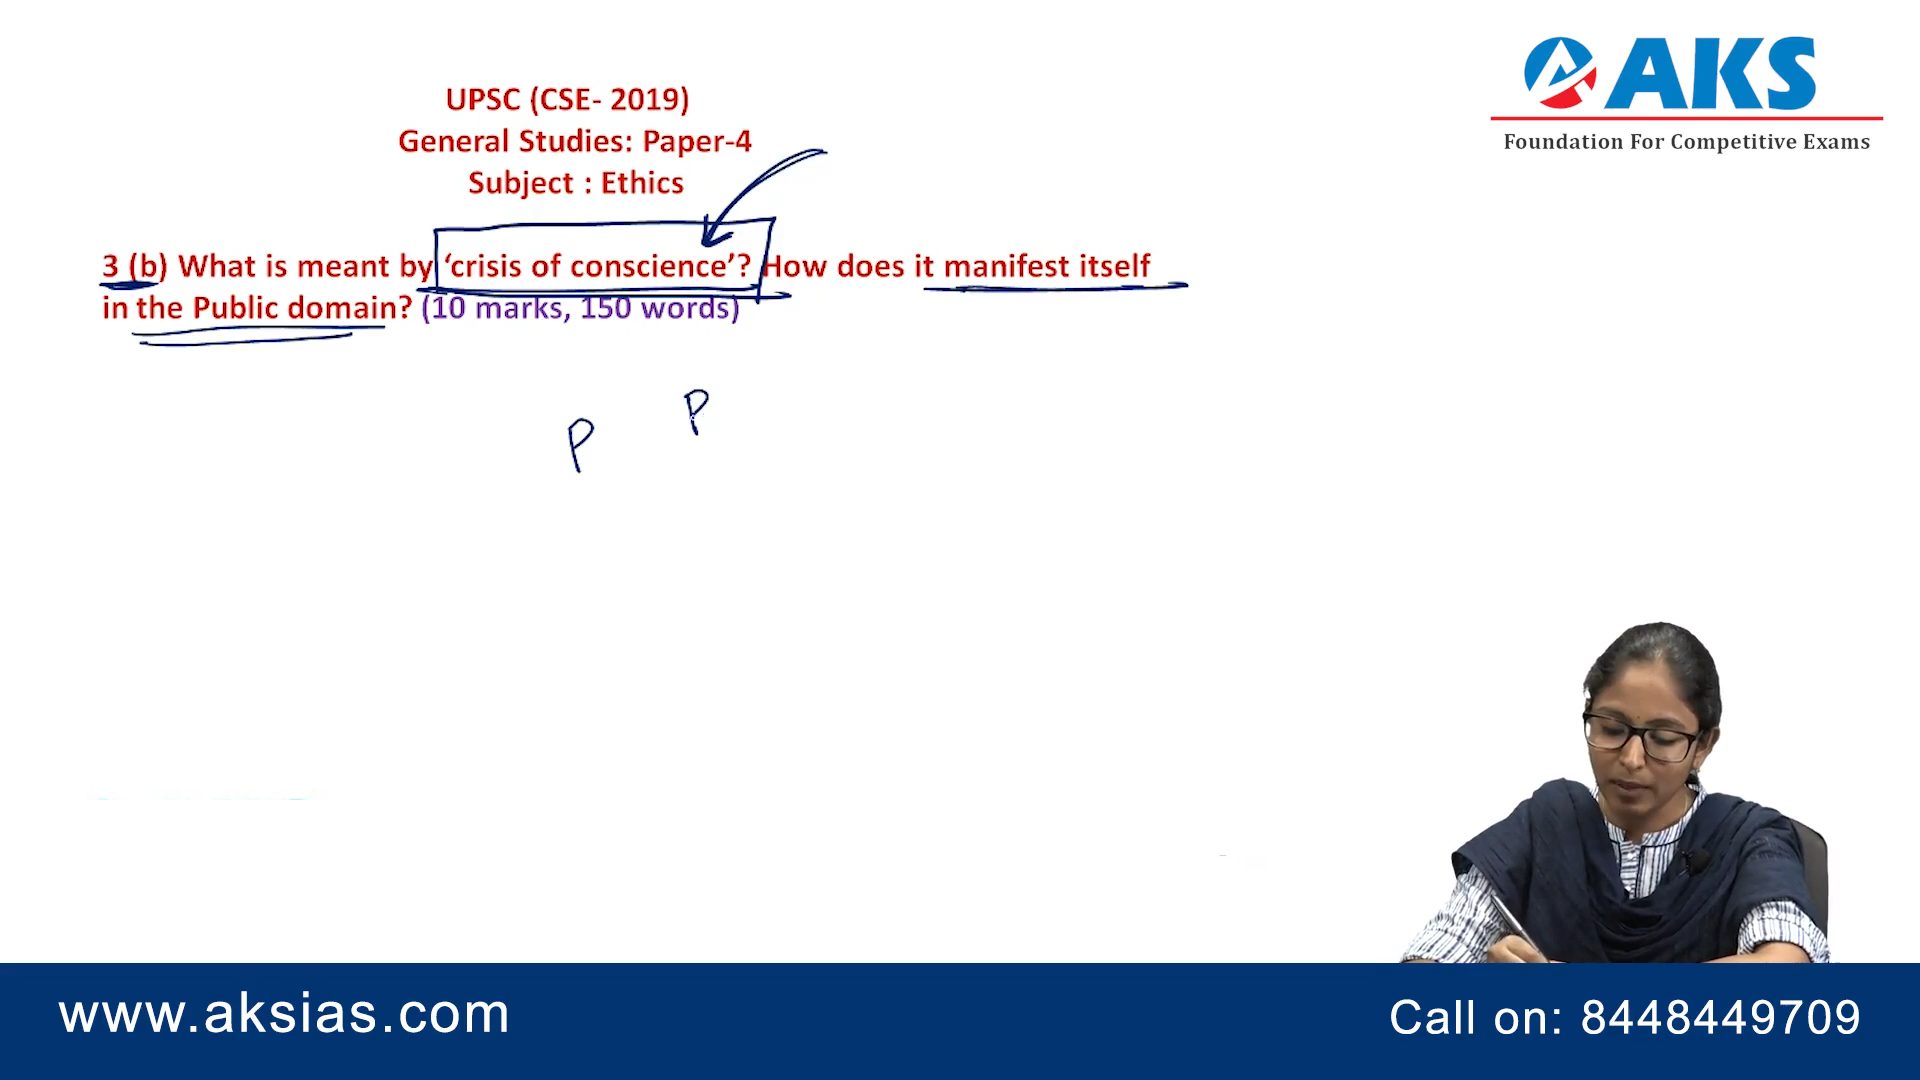 AKS
Foundation For Competitive Exams
UPSC (CSE- 2019)
General Studies: Paper-4
Subject : Ethics
3 (b) What is meant by ‘crisis of conscience’? How does it manifest itself
in the Public domain? (10 marks, 150 words)
P P
www.aksias.com
Call on: 8448449709